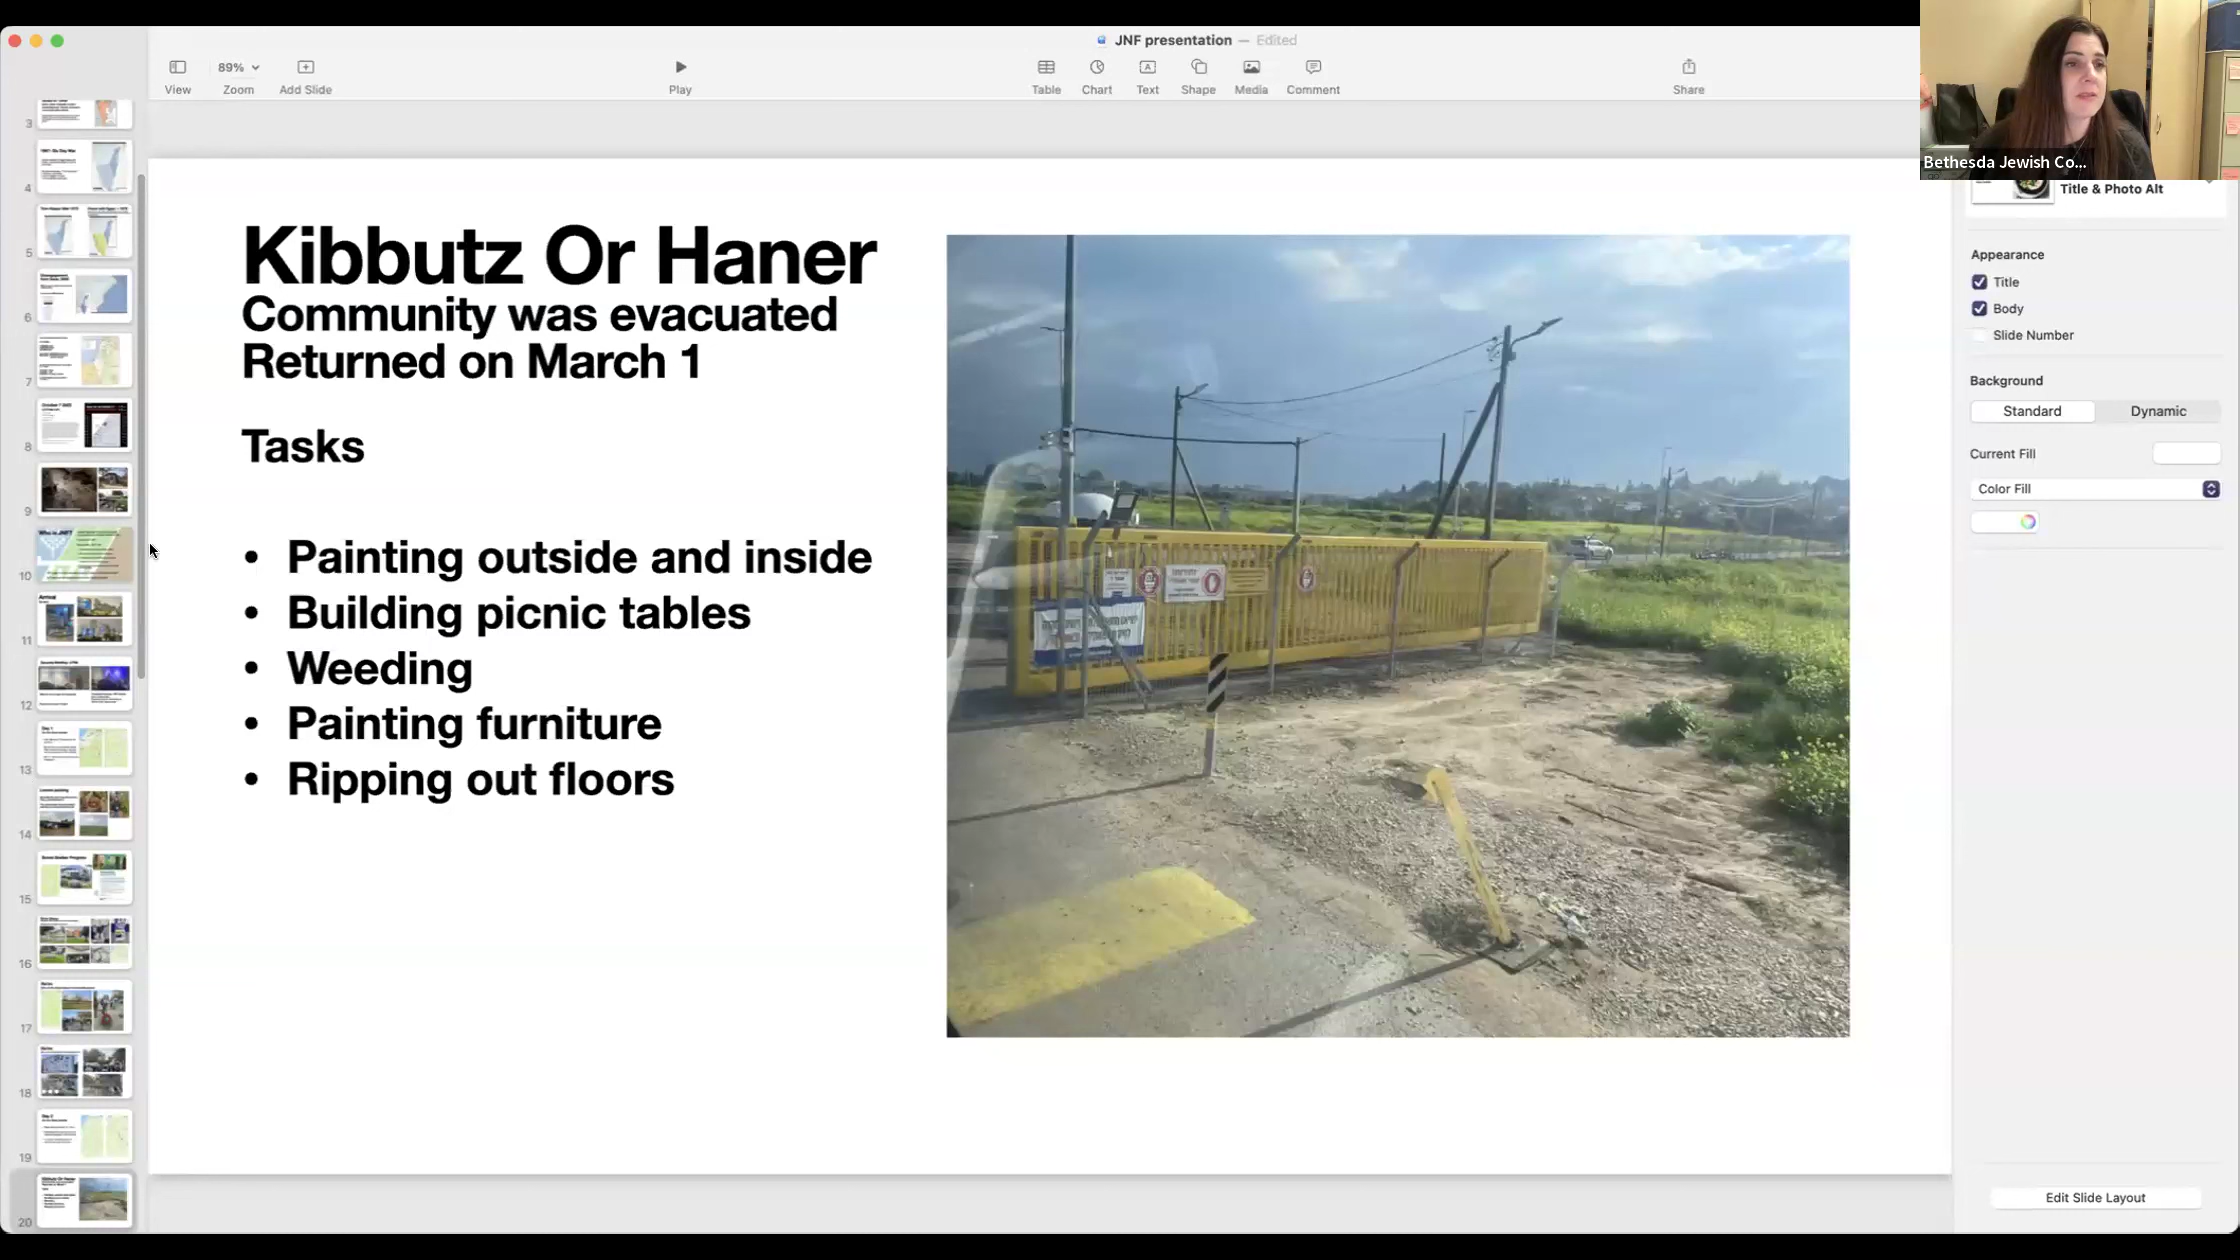 JNF presentation — Edited
View
89%
Zoom
Add Slide
Play
Table
Chart
Text
Shape
Media
Comment
Share
Bethesda Jewish Co...
Title & Photo Alt
Kibbutz Or Haner
Community was evacuated
Returned on March 1
Tasks
• Painting outside and inside
• Building picnic tables
• Weeding
• Painting furniture
• Ripping out floors
Appearance
Title
Body
Slide Number
Background
Standard
Dynamic
Current Fill
Color Fill
Edit Slide Layout
3
4
5
6
7
8
9
10
11
12
13
14
15
16
17
18
19
20